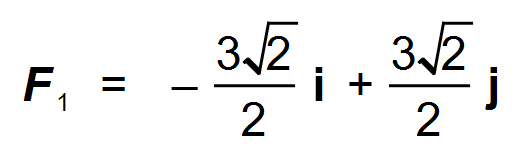 F₁ = – 3√2/2 i + 3√2/2 j